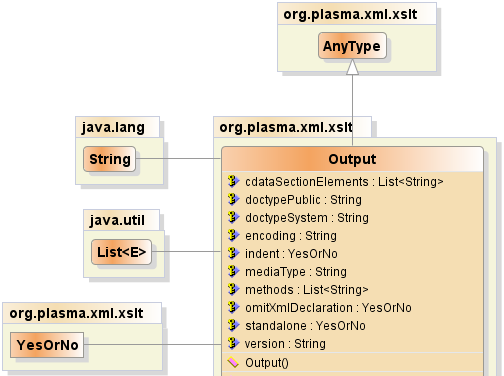 org.plasma.xml.xslt
AnyType
java.lang
String
org.plasma.xml.xslt
Output
cdataSectionElements : List<String>
doctypePublic : String
doctypeSystem : String
encoding : String
indent : YesOrNo
mediaType : String
methods : List<String>
omitXmlDeclaration : YesOrNo
standalone : YesOrNo
version : String
Output()
java.util
List<E>
org.plasma.xml.xslt
YesOrNo